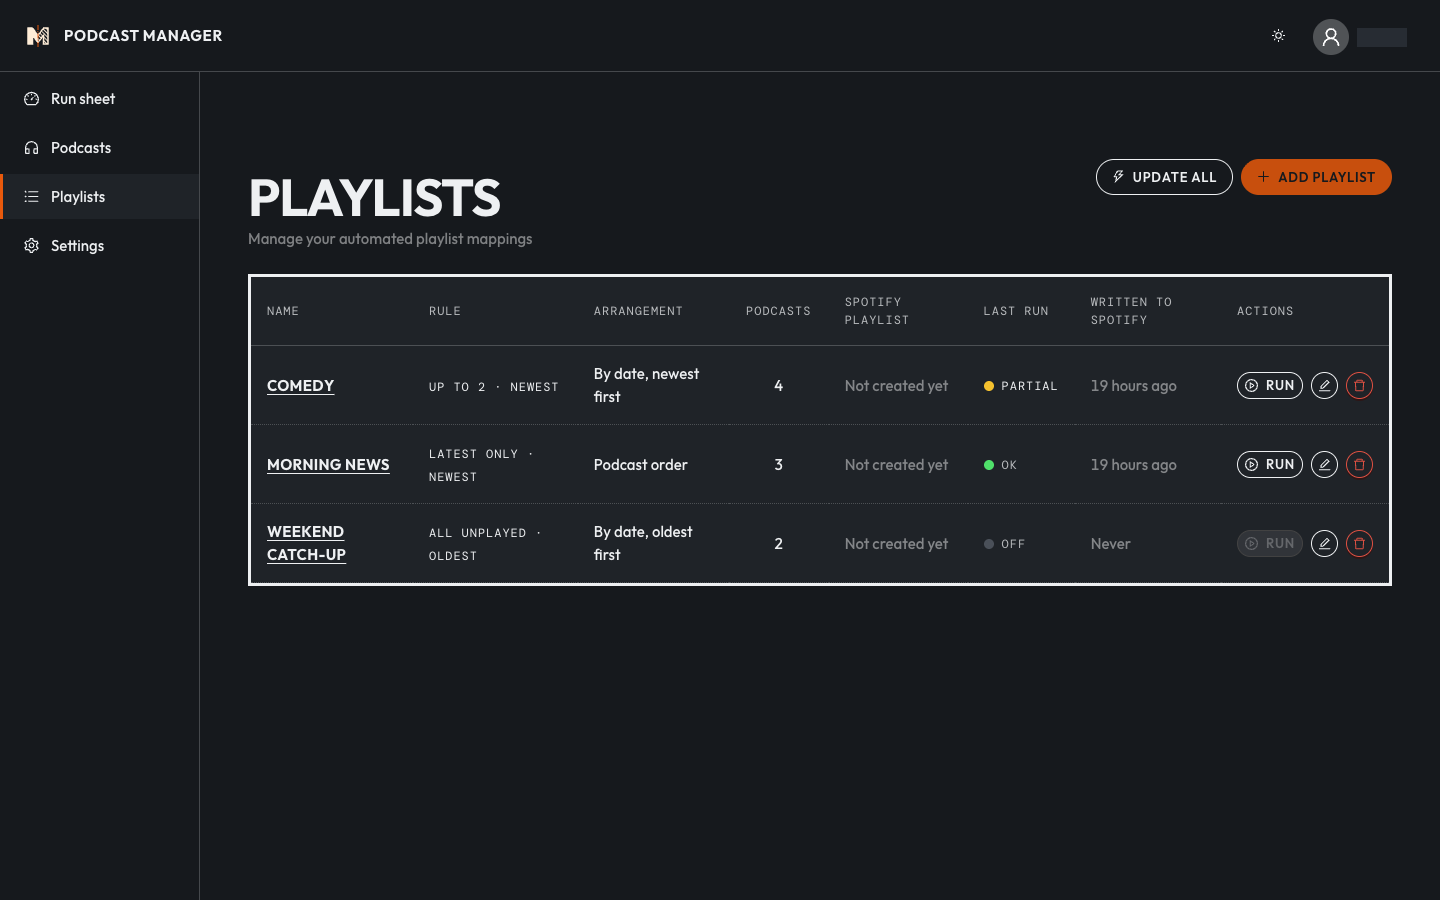 PODCAST MANAGER
Run sheet
Podcasts
Playlists
Settings
PLAYLISTS
Manage your automated playlist mappings
UPDATE ALL
ADD PLAYLIST
NAME
RULE
ARRANGEMENT
PODCASTS
SPOTIFY
PLAYLIST
LAST RUN
WRITTEN TO
SPOTIFY
ACTIONS
COMEDY
UP TO 2 · NEWEST
By date, newest
first
4
Not created yet
PARTIAL
19 hours ago
RUN
MORNING NEWS
LATEST ONLY ·
NEWEST
Podcast order
3
Not created yet
OK
19 hours ago
RUN
WEEKEND
CATCH-UP
ALL UNPLAYED ·
OLDEST
By date, oldest
first
2
Not created yet
OFF
Never
RUN